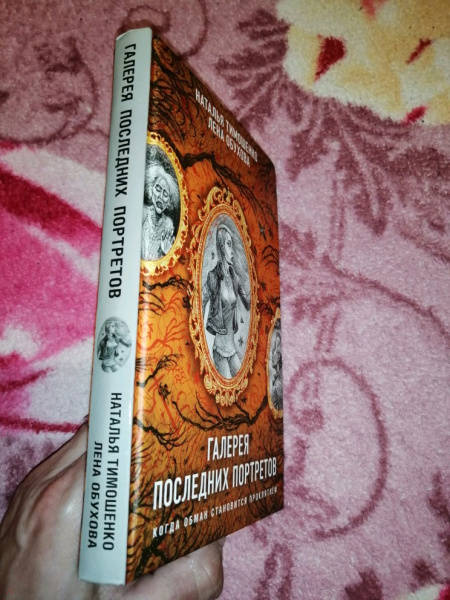 ГАЛЕРЕЯ ПОСЛЕДНИХ ПОРТРЕТОВ
НАТАЛЬЯ ТИМОШЕНКО
ЛЕНА ОБУХОВА
НАТАЛЬЯ ТИМОШЕНКО
ЛЕНА ОБУХОВА
ГАЛЕРЕЯ
ПОСЛЕДНИХ ПОРТРЕТОВ
КОГДА ОБМАН СТАНОВИТСЯ ПРОКЛЯТИЕМ